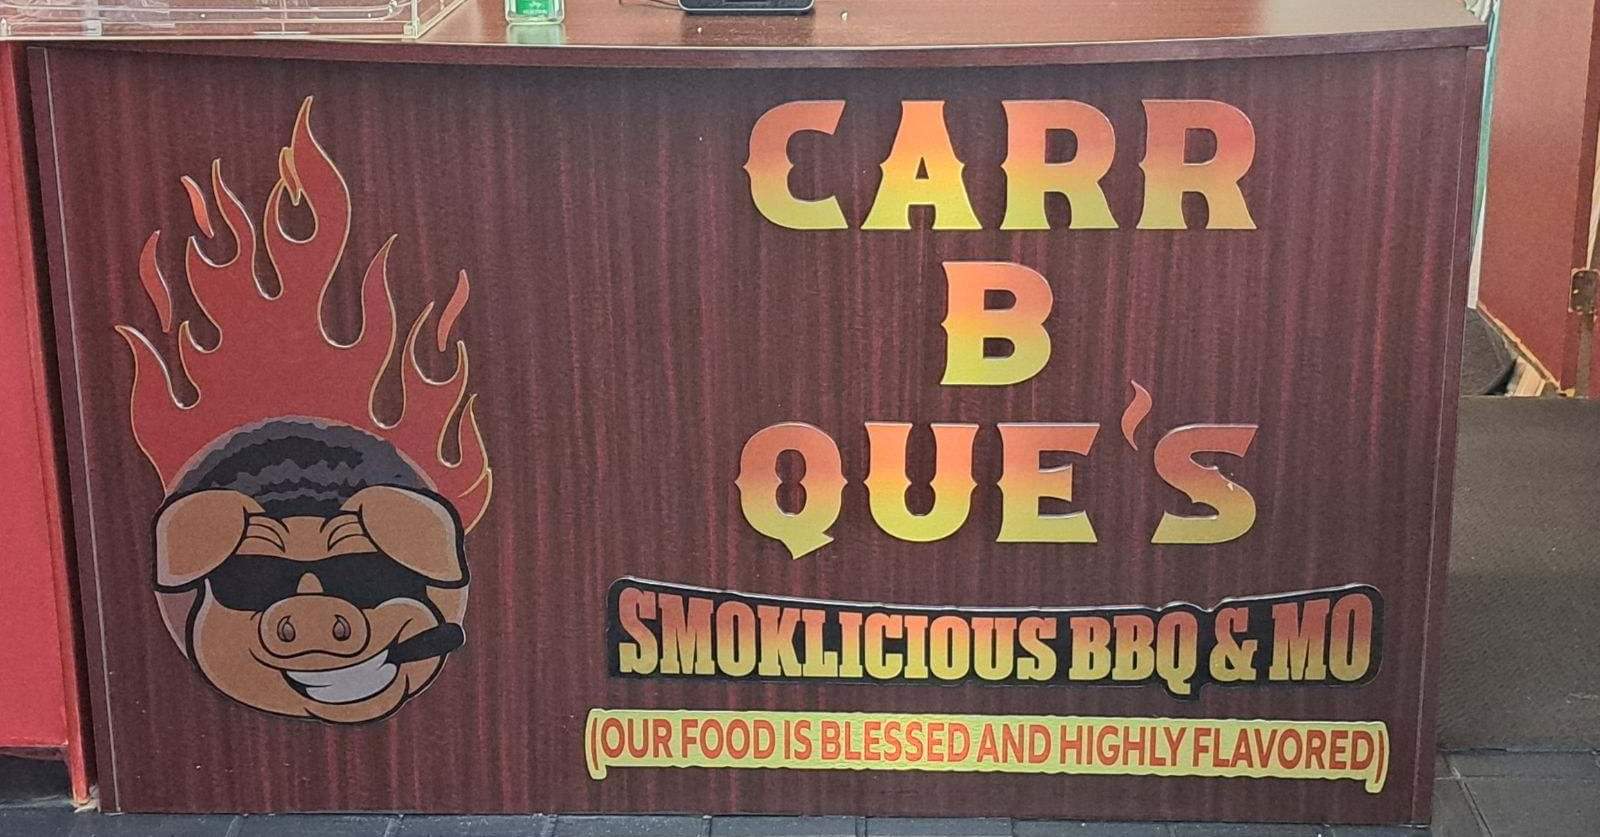 CARR
B
QUE'S
SMOKLICIOUS BBQ & MO
(OUR FOOD IS BLESSED AND HIGHLY FLAVORED)